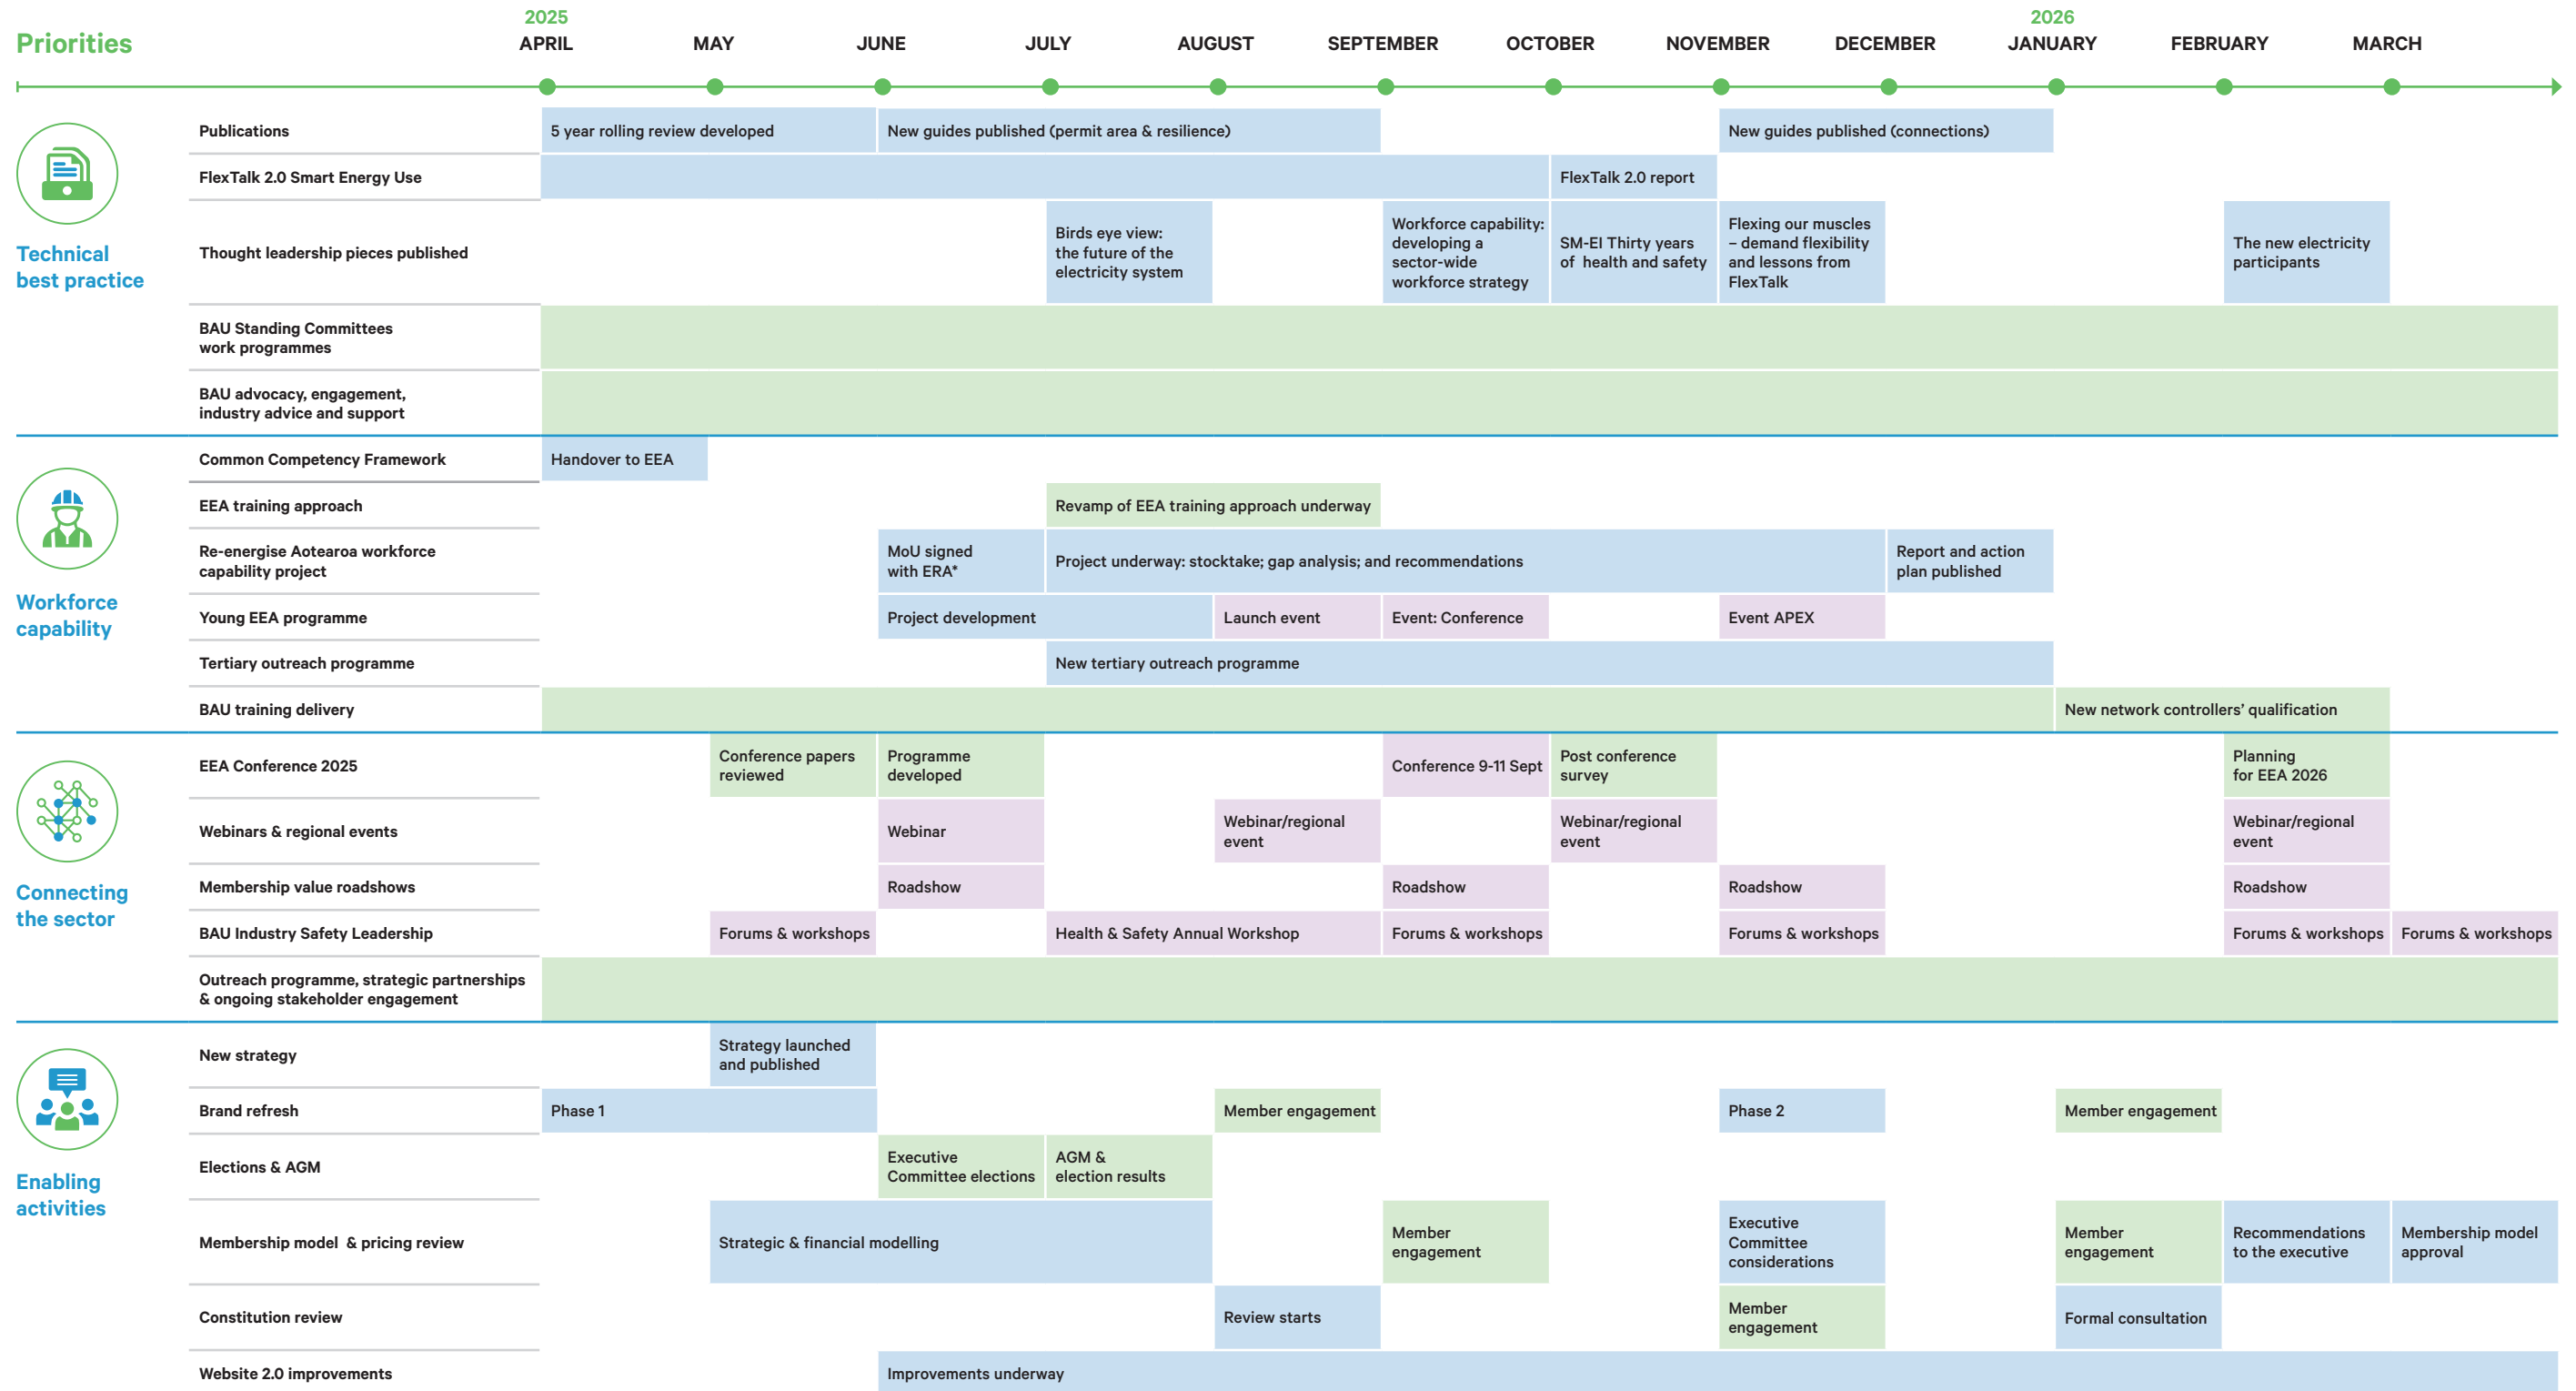 Priorities
2025
APRIL
MAY
JUNE
JULY
AUGUST
SEPTEMBER
OCTOBER
NOVEMBER
DECEMBER
2026
JANUARY
FEBRUARY
MARCH
Technical
best practice
Publications
5 year rolling review developed
New guides published (permit area & resilience)
New guides published (connections)
FlexTalk 2.0 Smart Energy Use
FlexTalk 2.0 report
Thought leadership pieces published
Birds eye view:
the future of the
electricity system
Workforce capability:
developing a
sector-wide
workforce strategy
SM-EI Thirty years
of health and safety
Flexing our muscles
– demand flexibility
and lessons from
FlexTalk
The new electricity
participants
BAU Standing Committees
work programmes
BAU advocacy, engagement,
industry advice and support
Workforce
capability
Common Competency Framework
Handover to EEA
EEA training approach
Revamp of EEA training approach underway
Re-energise Aotearoa workforce
capability project
MoU signed
with ERA*
Project underway: stocktake; gap analysis; and recommendations
Report and action
plan published
Young EEA programme
Project development
Launch event
Event: Conference
Event APEX
Tertiary outreach programme
New tertiary outreach programme
BAU training delivery
New network controllers’ qualification
Connecting
the sector
EEA Conference 2025
Conference papers
reviewed
Programme
developed
Conference 9-11 Sept
Post conference
survey
Planning
for EEA 2026
Webinars & regional events
Webinar
Webinar/regional
event
Webinar/regional
event
Webinar/regional
event
Membership value roadshows
Roadshow
Roadshow
Roadshow
Roadshow
BAU Industry Safety Leadership
Forums & workshops
Health & Safety Annual Workshop
Forums & workshops
Forums & workshops
Forums & workshops
Forums & workshops
Outreach programme, strategic partnerships
& ongoing stakeholder engagement
Enabling
activities
New strategy
Strategy launched
and published
Brand refresh
Phase 1
Member engagement
Phase 2
Member engagement
Elections & AGM
Executive
Committee elections
AGM &
election results
Membership model & pricing review
Strategic & financial modelling
Member
engagement
Executive
Committee
considerations
Member
engagement
Recommendations
to the executive
Membership model
approval
Constitution review
Review starts
Member
engagement
Formal consultation
Website 2.0 improvements
Improvements underway